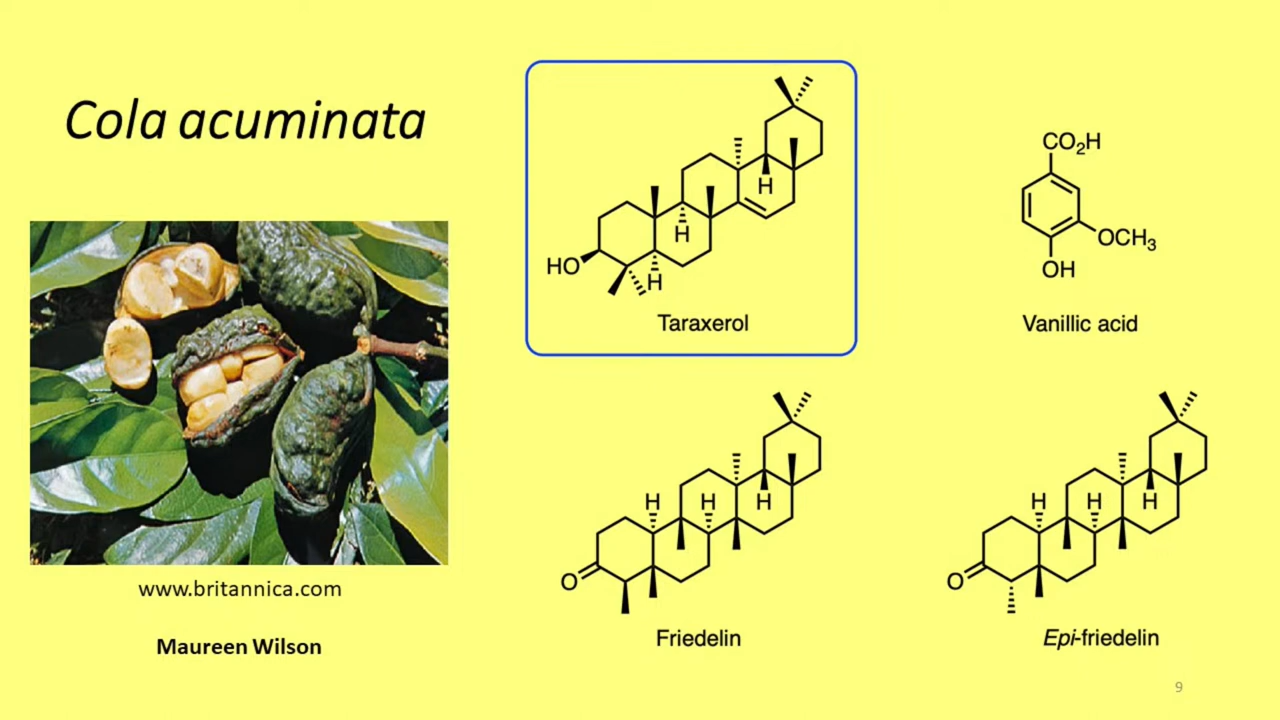 Cola acuminata
www.britannica.com
Maureen Wilson
HO
H
H
H
Taraxerol
CO₂H
OCH₃
OH
Vanillic acid
H
H
H
O
Friedelin
H
H
H
O
Epi-friedelin
9